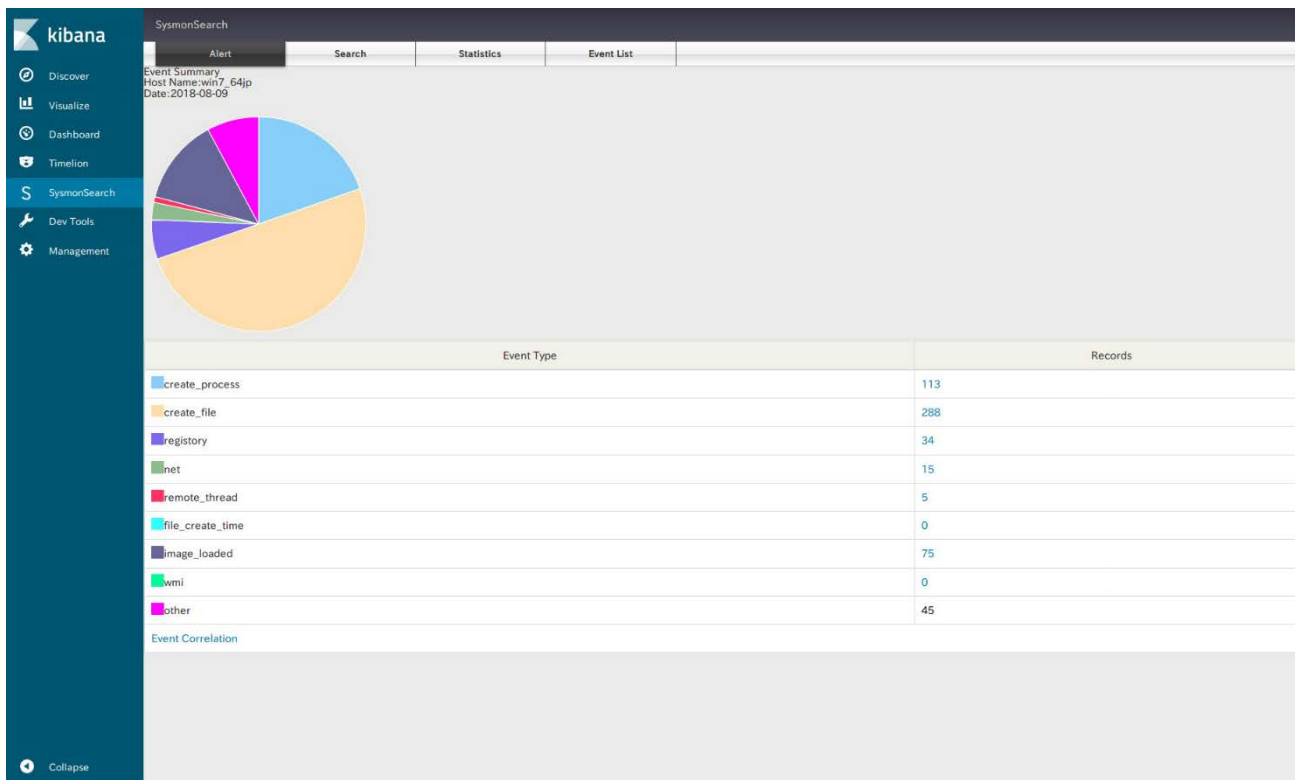 kibana
Discover
Visualize
Dashboard
Timelion
S SysmonSearch
Dev Tools
Management
Collapse
SysmonSearch
Alert Search Statistics Event List
Event Summary
Host Name:win7_64jp
Date:2018-08-09
Event Type Records
create_process 113
create_file 288
registory 34
net 15
remote_thread 5
file_create_time 0
image_loaded 75
wmi 0
other 45
Event Correlation